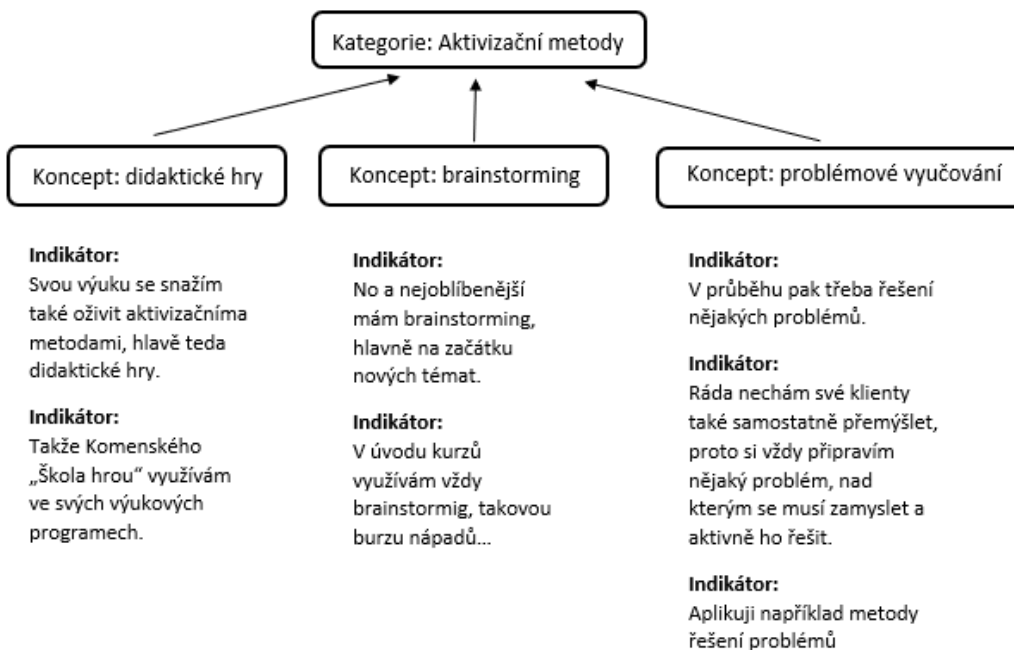 Kategorie: Aktivizační metody
Koncept: didaktické hry
Koncept: brainstorming
Koncept: problémové vyučování
Indikátor:
Svou výuku se snažím
také oživit aktivizačníma
metodami, hlavě teda
didaktické hry.
Indikátor:
Takže Komenského
„Škola hrou“ využívám
ve svých výukových
programech.
Indikátor:
No a nejoblíbenější
mám brainstorming,
hlavně na začátku
nových témat.
Indikátor:
V úvodu kurzů
využívám vždy
brainstormig, takovou
burzu nápadů...
Indikátor:
V průběhu pak třeba řešení
nějakých problémů.
Indikátor:
Ráda nechám své klienty
také samostatně přemýšlet,
proto si vždy připravím
nějaký problém, nad
kterým se musí zamyslet a
aktivně ho řešit.
Indikátor:
Aplikuji například metody
řešení problémů